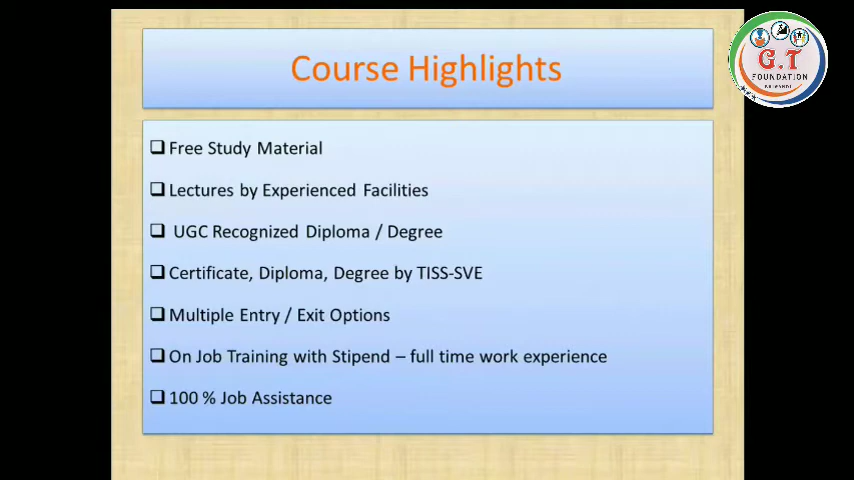 Course Highlights
G.T
FOUNDATION
Free Study Material
Lectures by Experienced Facilities
UGC Recognized Diploma / Degree
Certificate, Diploma, Degree by TISS-SVE
Multiple Entry / Exit Options
On Job Training with Stipend – full time work experience
100 % Job Assistance